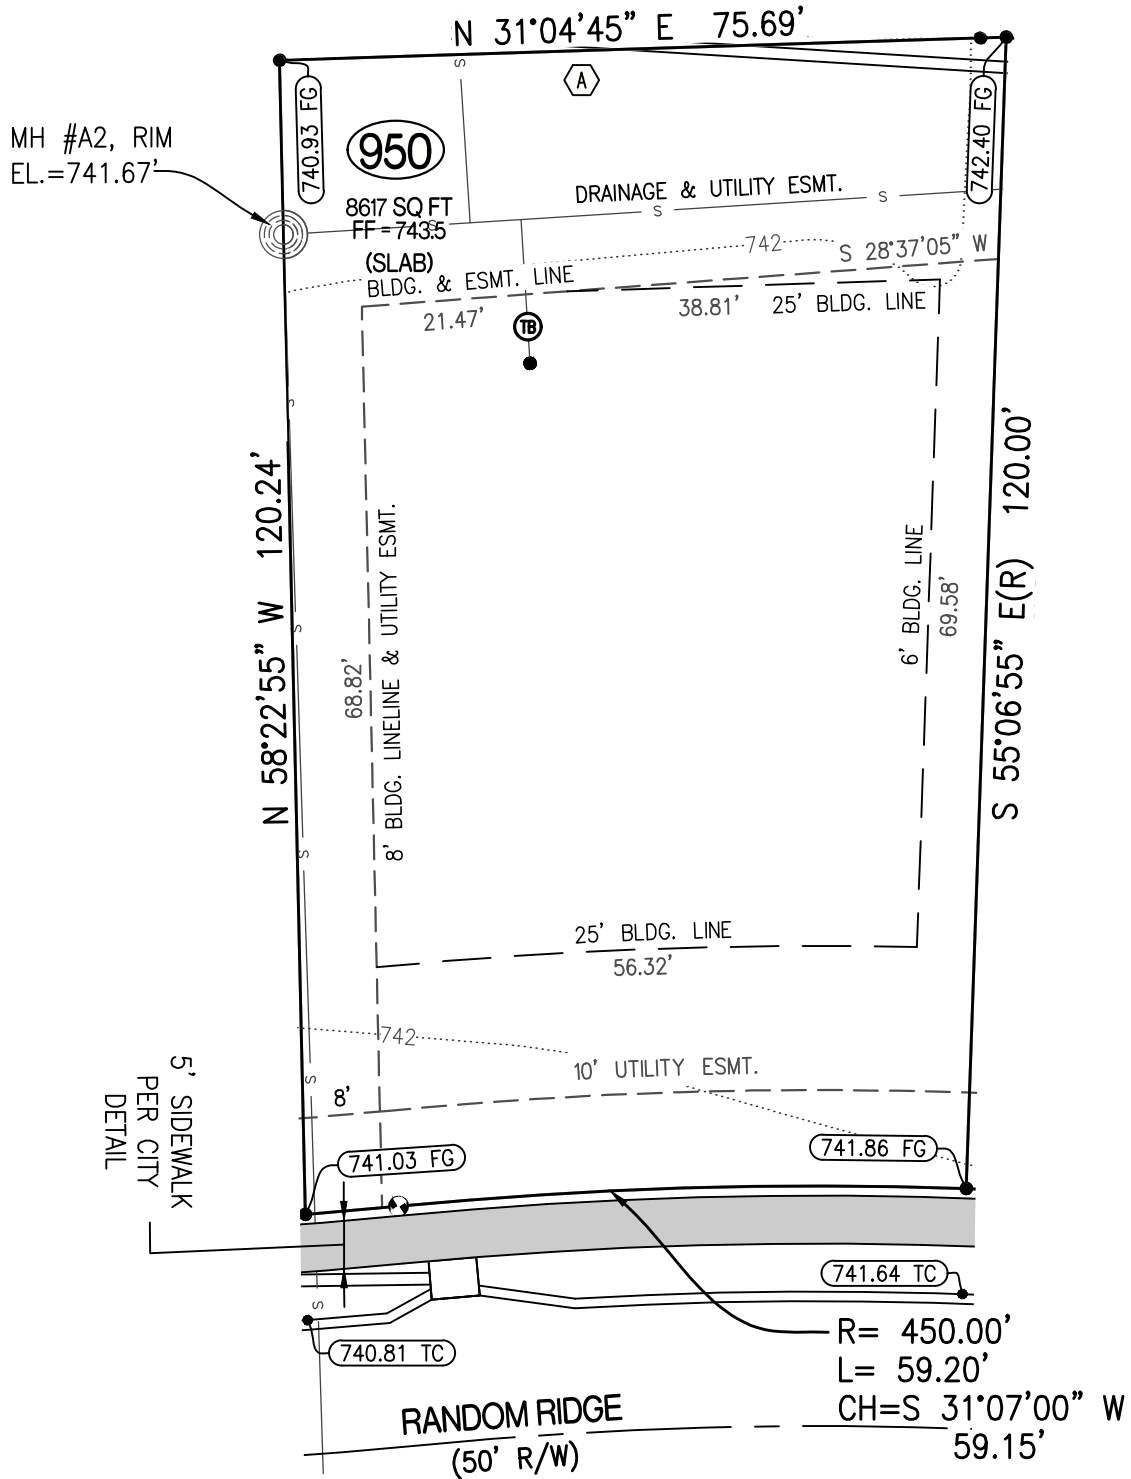 N 31°04'45" E 75.69'
A
740.93 FG
742.40 FG
MH #A2, RIM
EL.=741.67'
950
8617 SQ FT
FF = 743.5
(SLAB)
S
DRAINAGE & UTILITY ESMT.
S
S
S
742
S 28°37'05" W
BLDG. & ESMT. LINE
21.47'
38.81'
25' BLDG. LINE
TB
S
N 58°22'55" W 120.24'
8' BLDG. LINELINE & UTILITY ESMT.
68.82'
6' BLDG. LINE
69.58'
S 55°06'55" E(R) 120.00'
S
S
25' BLDG. LINE
56.32'
742
10' UTILITY ESMT.
S
8'
5' SIDEWALK
PER CITY
DETAIL
741.03 FG
741.86 FG
741.64 TC
S
740.81 TC
R= 450.00'
L= 59.20'
CH=S 31°07'00" W
59.15'
RANDOM RIDGE
(50' R/W)